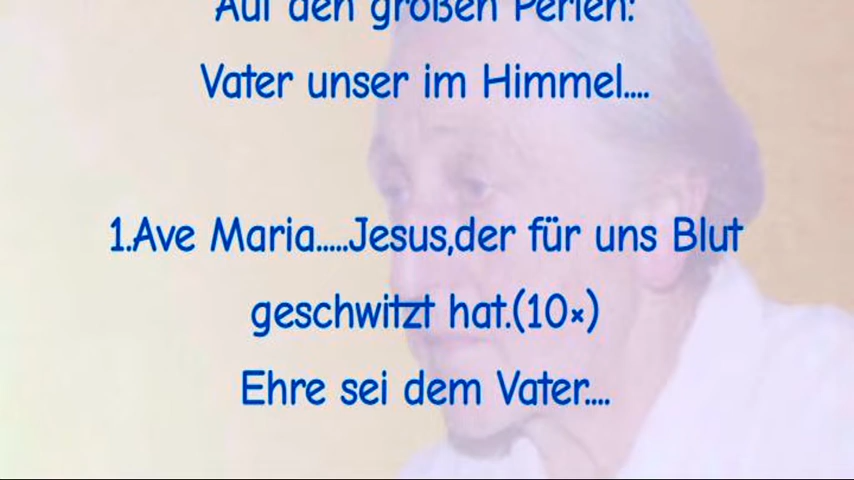 Auf den großen Perlen:
Vater unser im Himmel....
1.Ave Maria.....Jesus,der für uns Blut
geschwitzt hat.(10×)
Ehre sei dem Vater....